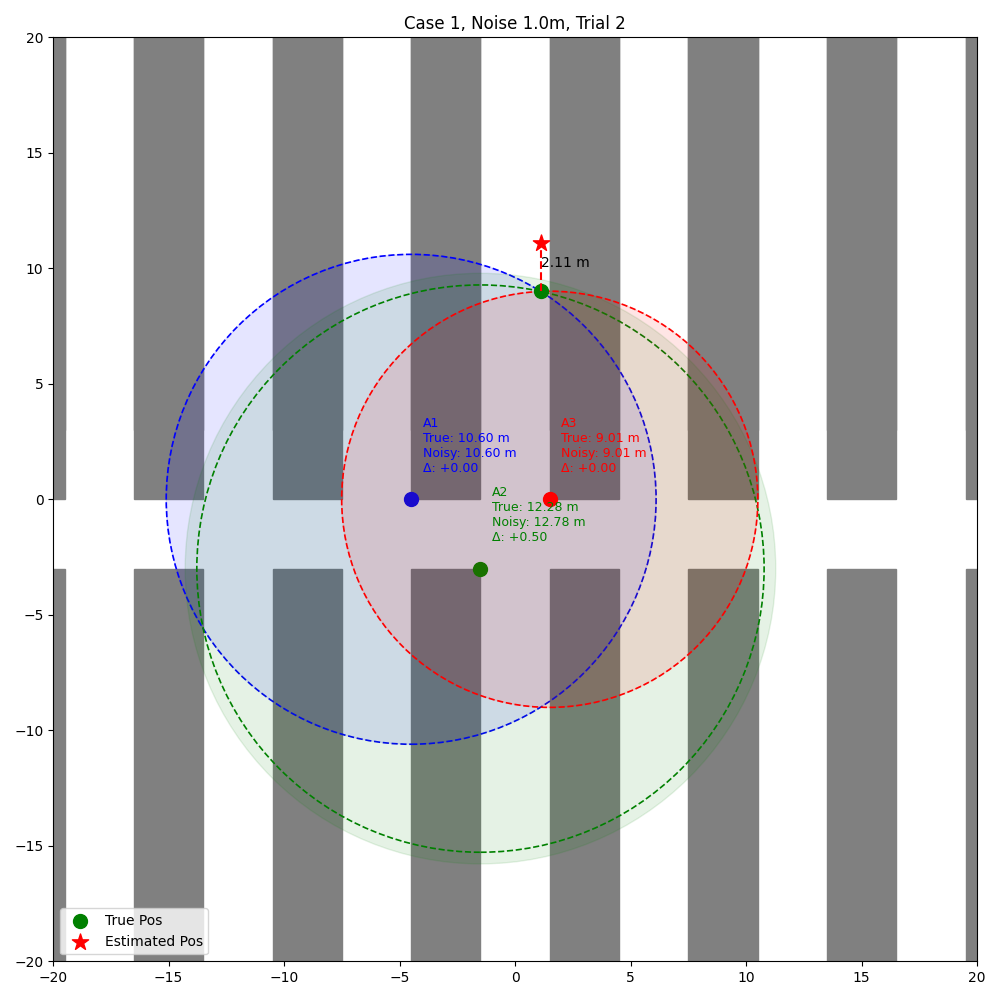 Case 1, Noise 1.0m, Trial 2
20
15
10
5
0
−5
−10
−15
−20
2.11 m
A1
True: 10.60 m
Noisy: 10.60 m
Δ: +0.00
A3
True: 9.01 m
Noisy: 9.01 m
Δ: +0.00
A2
True: 12.28 m
Noisy: 12.78 m
Δ: +0.50
True Pos
Estimated Pos
−20
−15
−10
−5
0
5
10
15
20